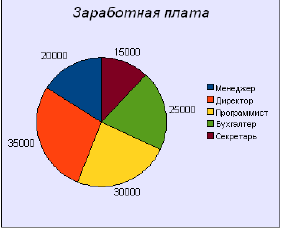 Заработная плата
20000
15000
25000
35000
30000
Менеджер
Директор
Программист
Бухгалтер
Секретарь